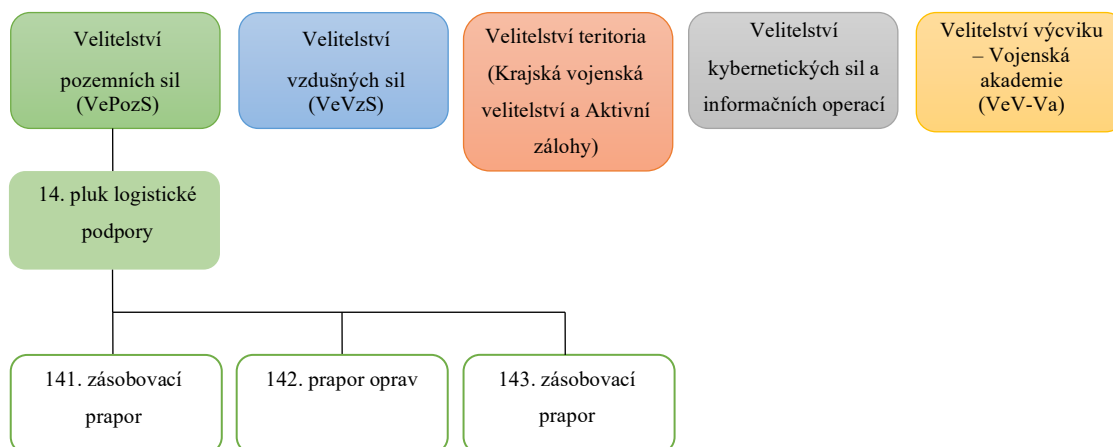 Velitelství
pozemních sil
(VePozS)
Velitelství
vzdušných sil
(VeVzS)
Velitelství teritoria
(Krajská vojenská
velitelství a Aktivní
zálohy)
Velitelství
kybernetických sil a
informačních operací
Velitelství výcviku
– Vojenská
akademie
(VeV-Va)
14. pluk logistické
podpory
141. zásobovací
prapor
142. prapor oprav
143. zásobovací
prapor